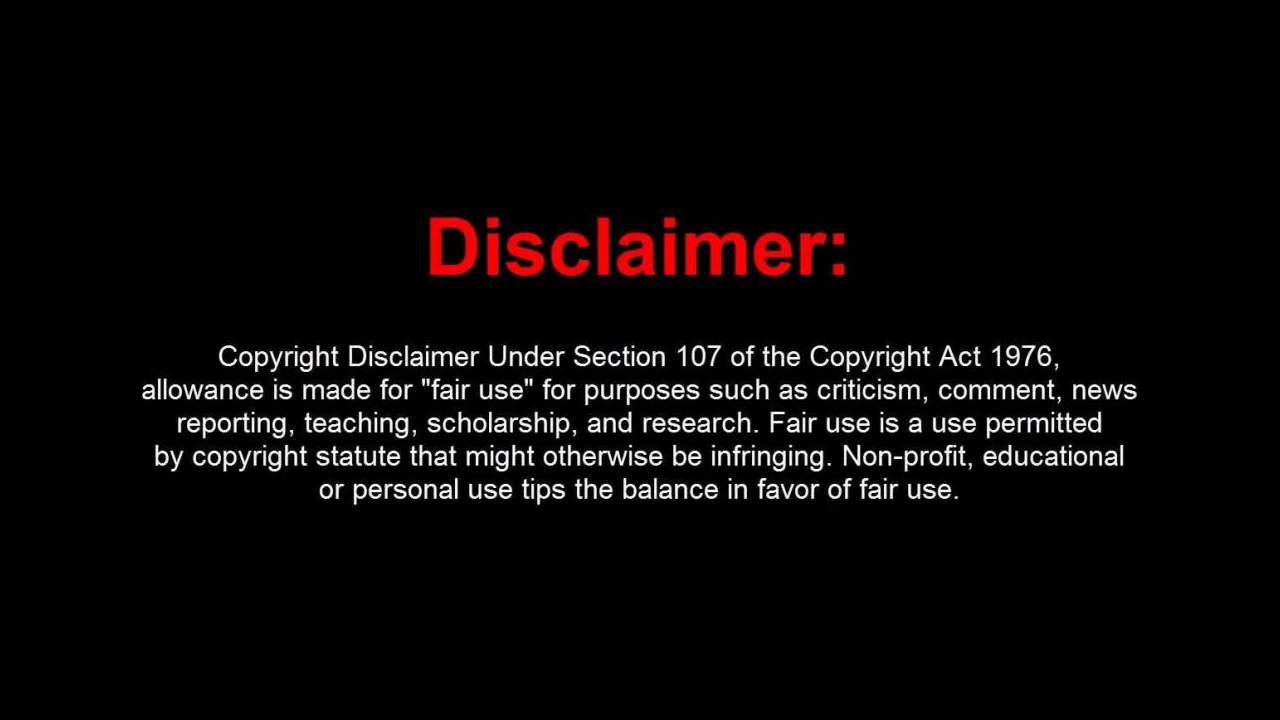 Disclaimer:
Copyright Disclaimer Under Section 107 of the Copyright Act 1976,
allowance is made for "fair use" for purposes such as criticism, comment, news
reporting, teaching, scholarship, and research. Fair use is a use permitted
by copyright statute that might otherwise be infringing. Non-profit, educational
or personal use tips the balance in favor of fair use.